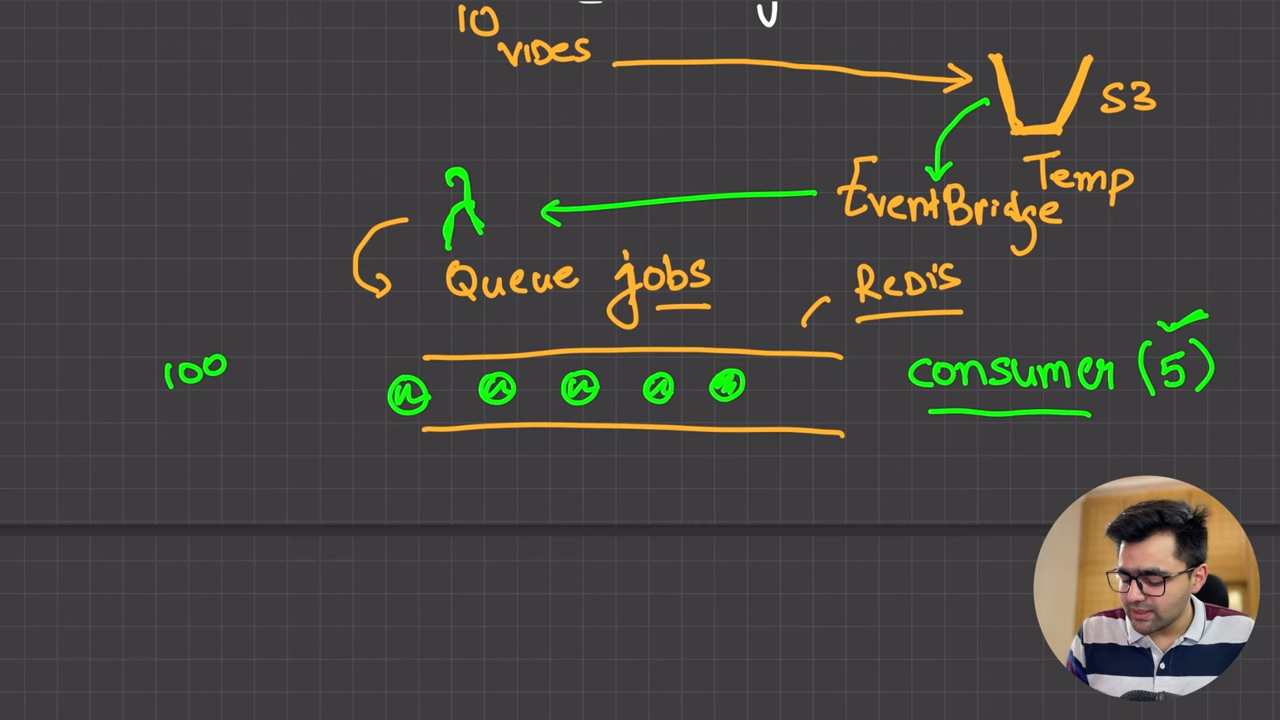 10
VIDES
S3
Temp
EventBridge
λ
Queue jobs
Redis
100
consumer (5)